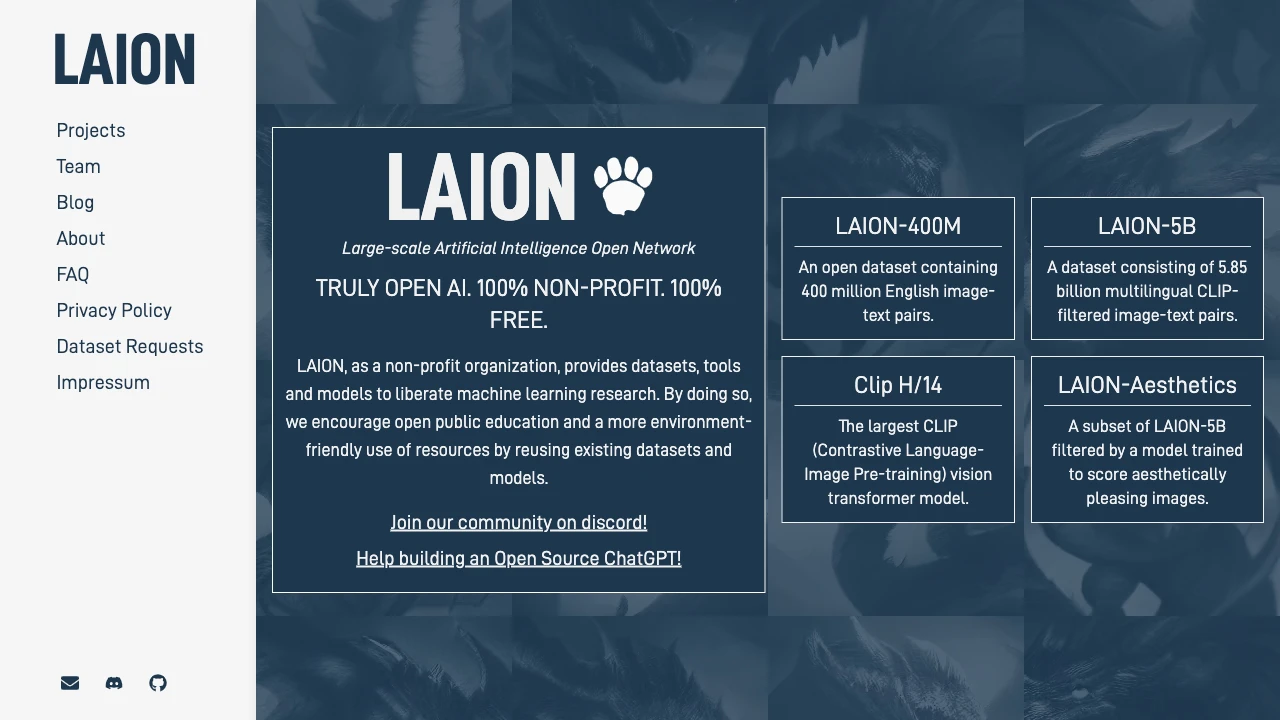 LAION
Projects
Team
Blog
About
FAQ
Privacy Policy
Dataset Requests
Impressum
LAION
Large-scale Artificial Intelligence Open Network
TRULY OPEN AI. 100% NON-PROFIT. 100%
FREE.
LAION, as a non-profit organization, provides datasets, tools
and models to liberate machine learning research. By doing so,
we encourage open public education and a more environment-
friendly use of resources by reusing existing datasets and
models.
Join our community on discord!
Help building an Open Source ChatGPT!
LAION-400M
An open dataset containing
400 million English image-
text pairs.
LAION-5B
A dataset consisting of 5.85
billion multilingual CLIP-
filtered image-text pairs.
Clip H/14
The largest CLIP
(Contrastive Language-
Image Pre-training) vision
transformer model.
LAION-Aesthetics
A subset of LAION-5B
filtered by a model trained
to score aesthetically
pleasing images.